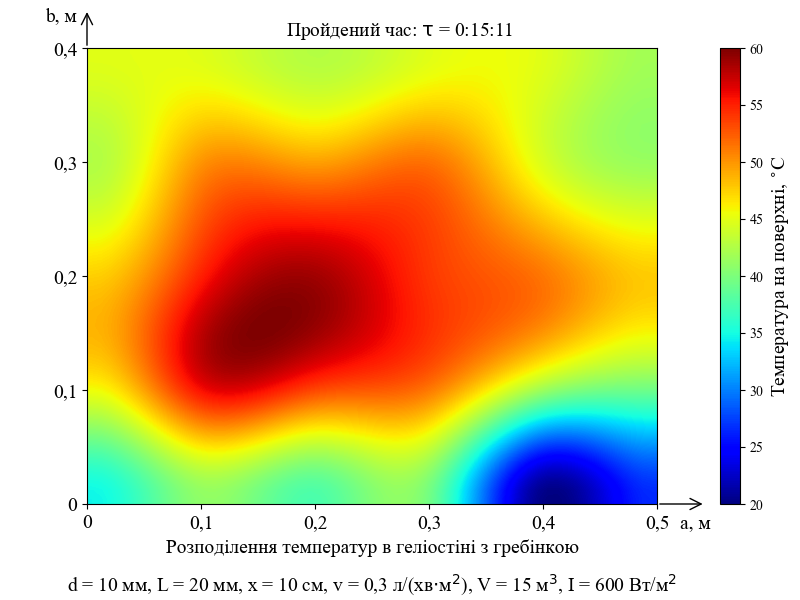 b, м
Пройдений час: τ = 0:15:11
0,4
0,3
0,2
0,1
0
0 0,1 0,2 0,3 0,4 0,5 a, м
60
55
50
45
40
35
30
25
20
Температура на поверхні, °C
Розподілення температур в геліостіні з гребінкою
d = 10 мм, L = 20 мм, x = 10 см, v = 0,3 л/(хв·м²), V = 15 м³, I = 600 Вт/м²